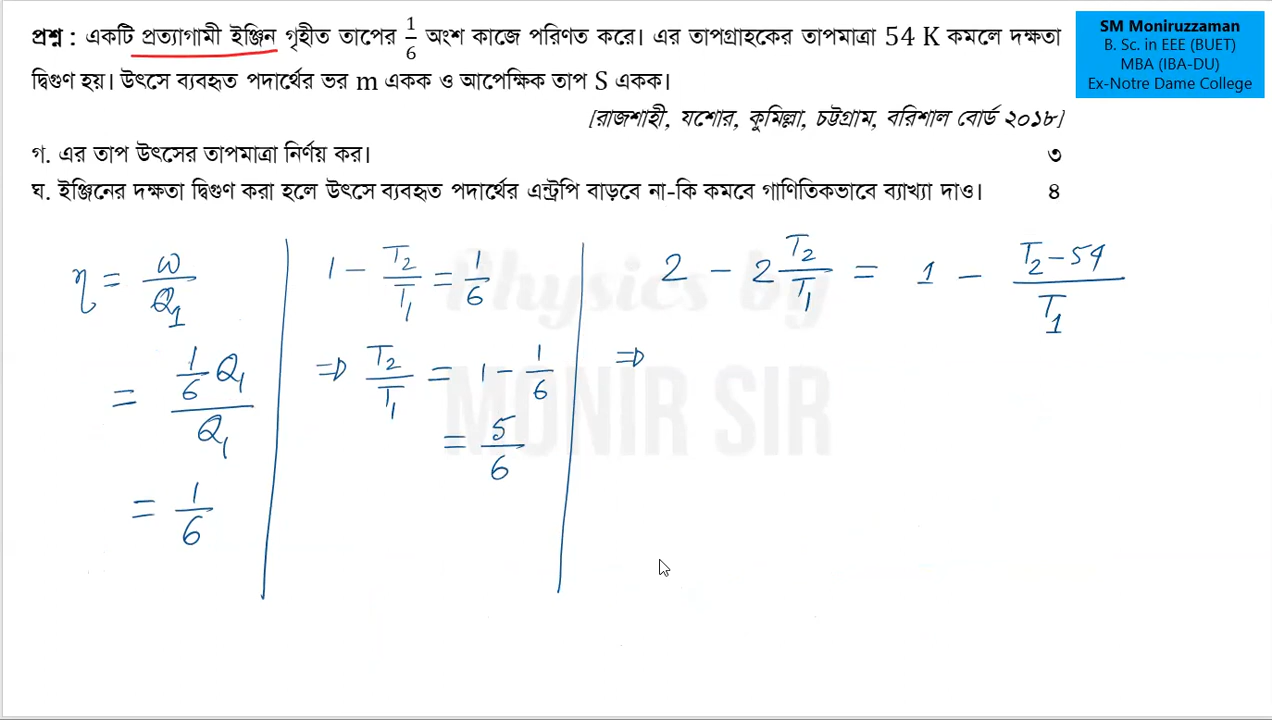 প্রশ্ন : একটি প্রত্যাগামী ইঞ্জিন গৃহীত তাপের 1/6 অংশ কাজে পরিণত করে। এর তাপগ্রাহকের তাপমাত্রা 54 K কমলে দক্ষতা
দ্বিগুণ হয়। উৎসে ব্যবহৃত পদার্থের ভর m একক ও আপেক্ষিক তাপ S একক।
[রাজশাহী, যশোর, কুমিল্লা, চট্টগ্রাম, বরিশাল বোর্ড ২০১৮]
গ. এর তাপ উৎসের তাপমাত্রা নির্ণয় কর। ৩
ঘ. ইঞ্জিনের দক্ষতা দ্বিগুণ করা হলে উৎসে ব্যবহৃত পদার্থের এন্ট্রপি বাড়বে না-কি কমবে গাণিতিকভাবে ব্যাখ্যা দাও। ৪
SM Moniruzzaman
B. Sc. in EEE (BUET)
MBA (IBA-DU)
Ex-Notre Dame College
η = W/Q₁
= (1/6 Q₁)/Q₁
= 1/6
1 - T₂/T₁ = 1/6
⇒ T₂/T₁ = 1 - 1/6
= 5/6
2 - 2 T₂/T₁ = 1 - (T₂-54)/T₁
⇒
Physics by
MONIR SIR